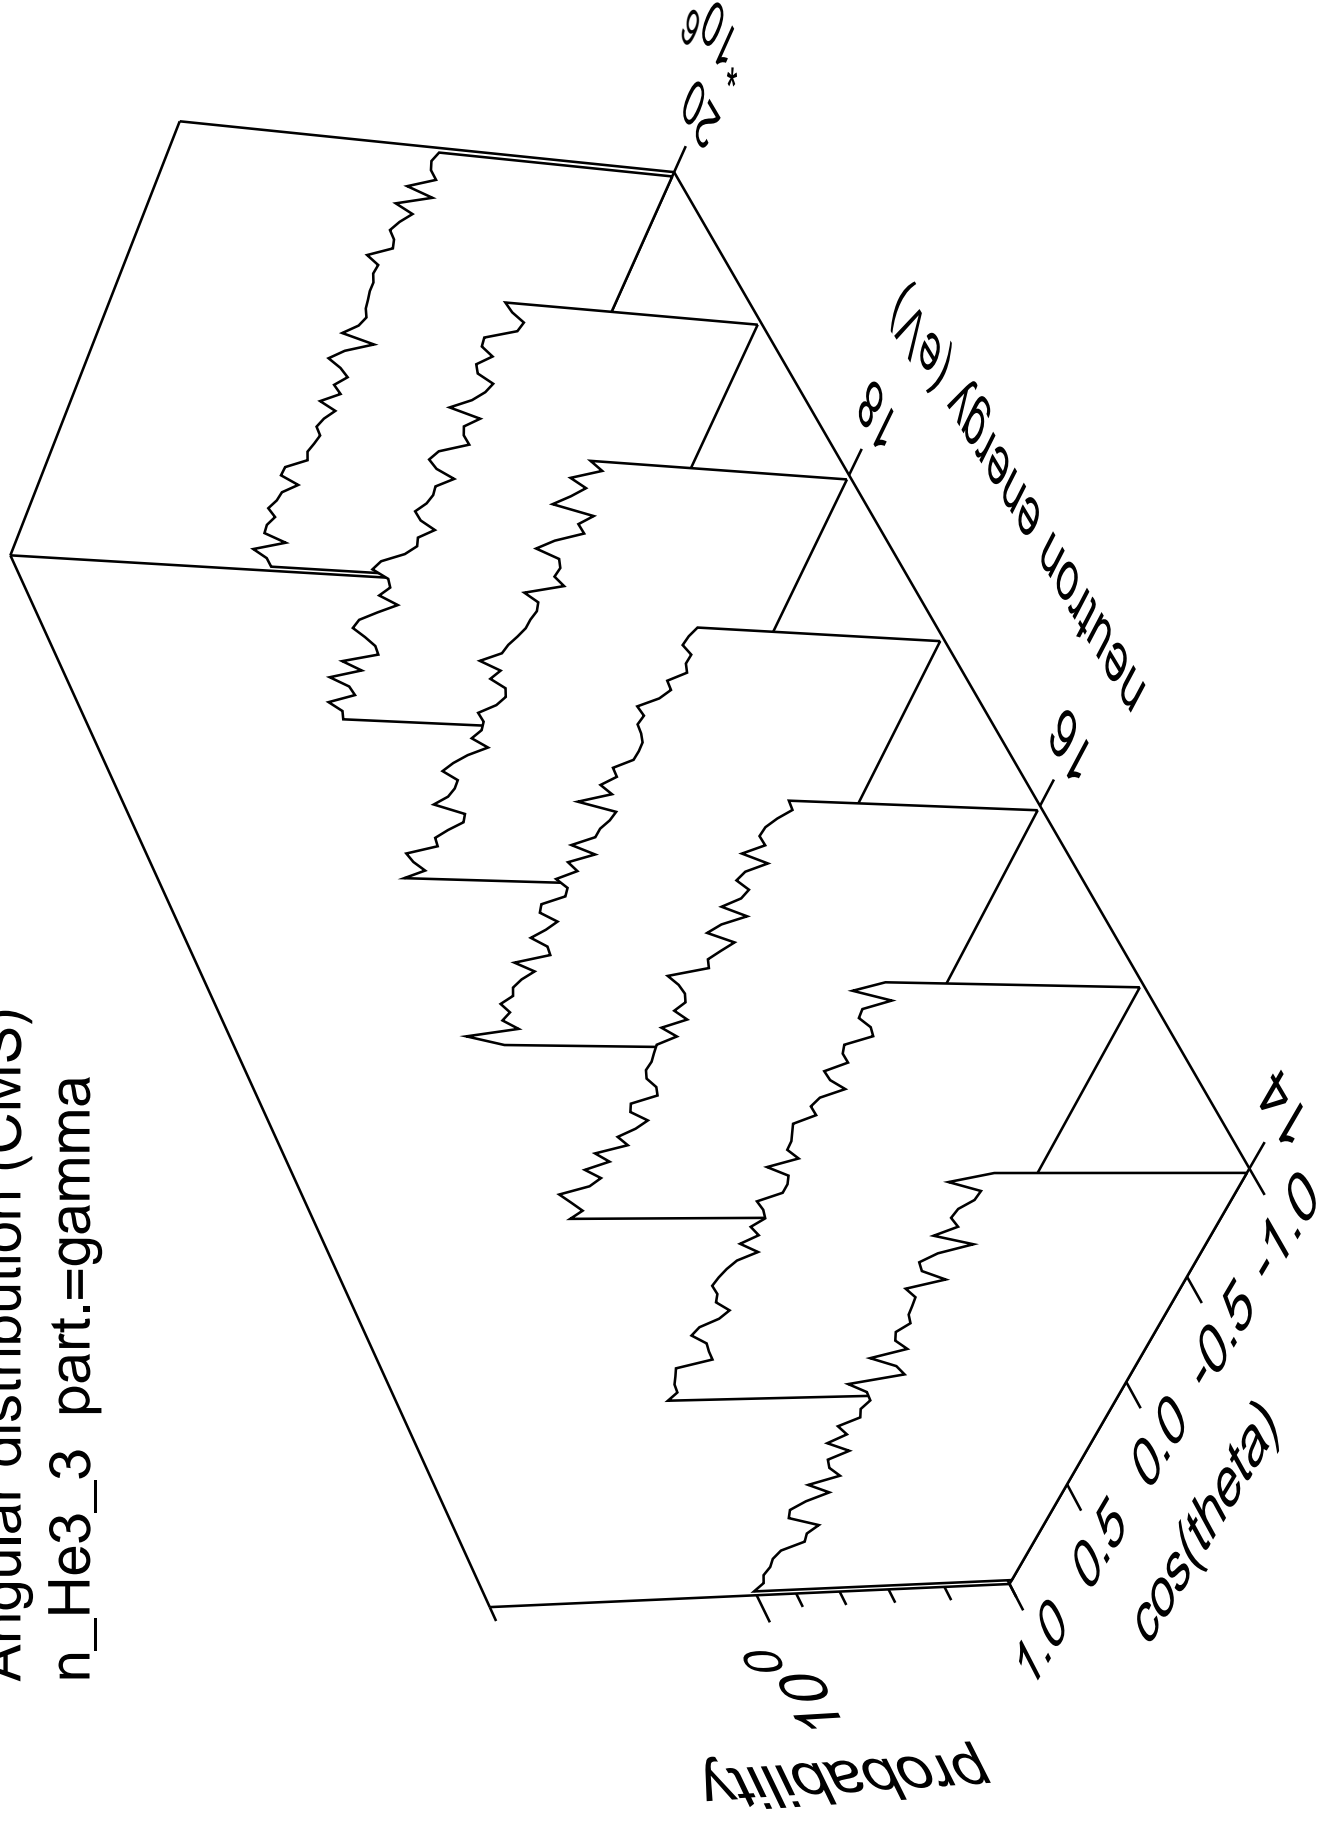 Angular distribution (CMS)
n_He3_3 part.=gamma
probability
10^0
cos(theta)
1.0 0.5 0.0 -0.5 -1.0
neutron energy (eV)
14 16 18 20 *10^6